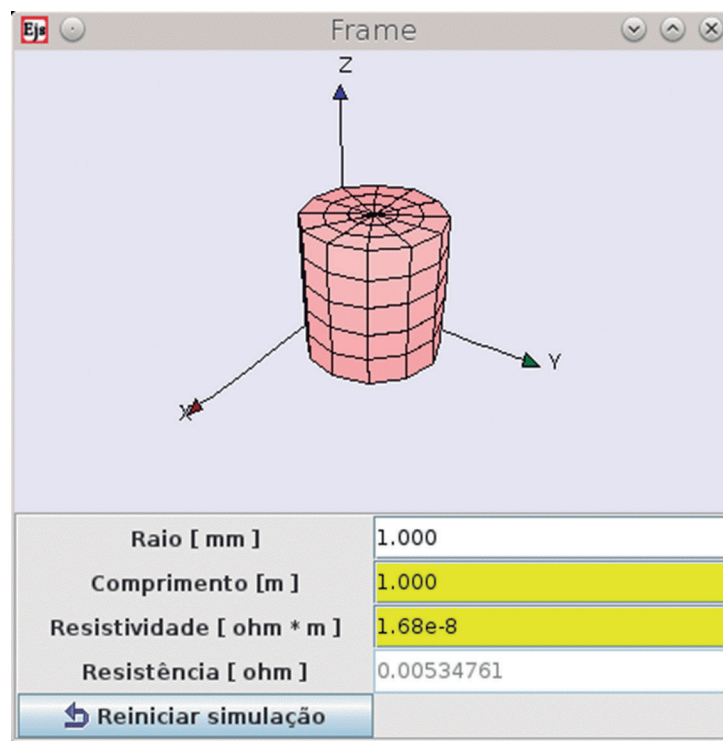 Ejs Frame
Z
Y
X
Raio [ mm ] 1.000
Comprimento [m ] 1.000
Resistividade [ ohm * m ] 1.68e-8
Resistência [ ohm ] 0.00534761
Reiniciar simulação